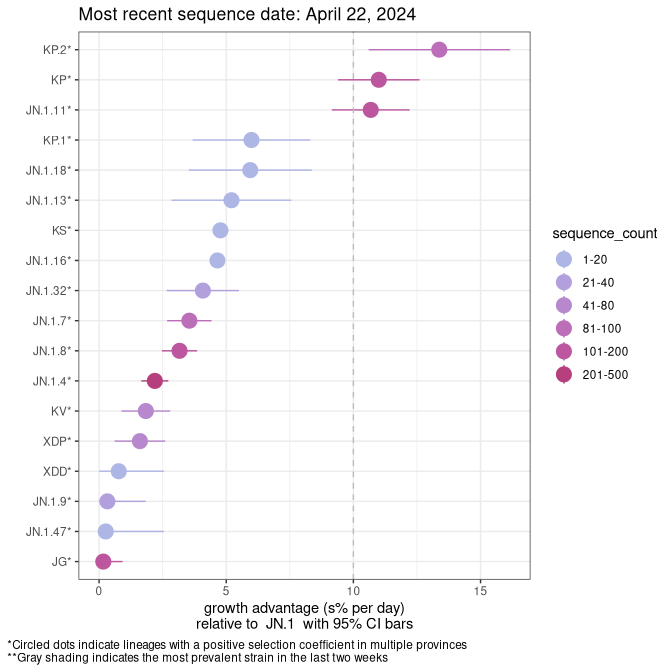 Most recent sequence date: April 22, 2024
KP.2*
KP*
JN.1.11*
KP.1*
JN.1.18*
JN.1.13*
KS*
JN.1.16*
JN.1.32*
JN.1.7*
JN.1.8*
JN.1.4*
KV*
XDP*
XDD*
JN.1.9*
JN.1.47*
JG*
0 5 10 15
growth advantage (s% per day)
relative to JN.1 with 95% CI bars
sequence_count
1-20
21-40
41-80
81-100
101-200
201-500
*Circled dots indicate lineages with a positive selection coefficient in multiple provinces
**Gray shading indicates the most prevalent strain in the last two weeks